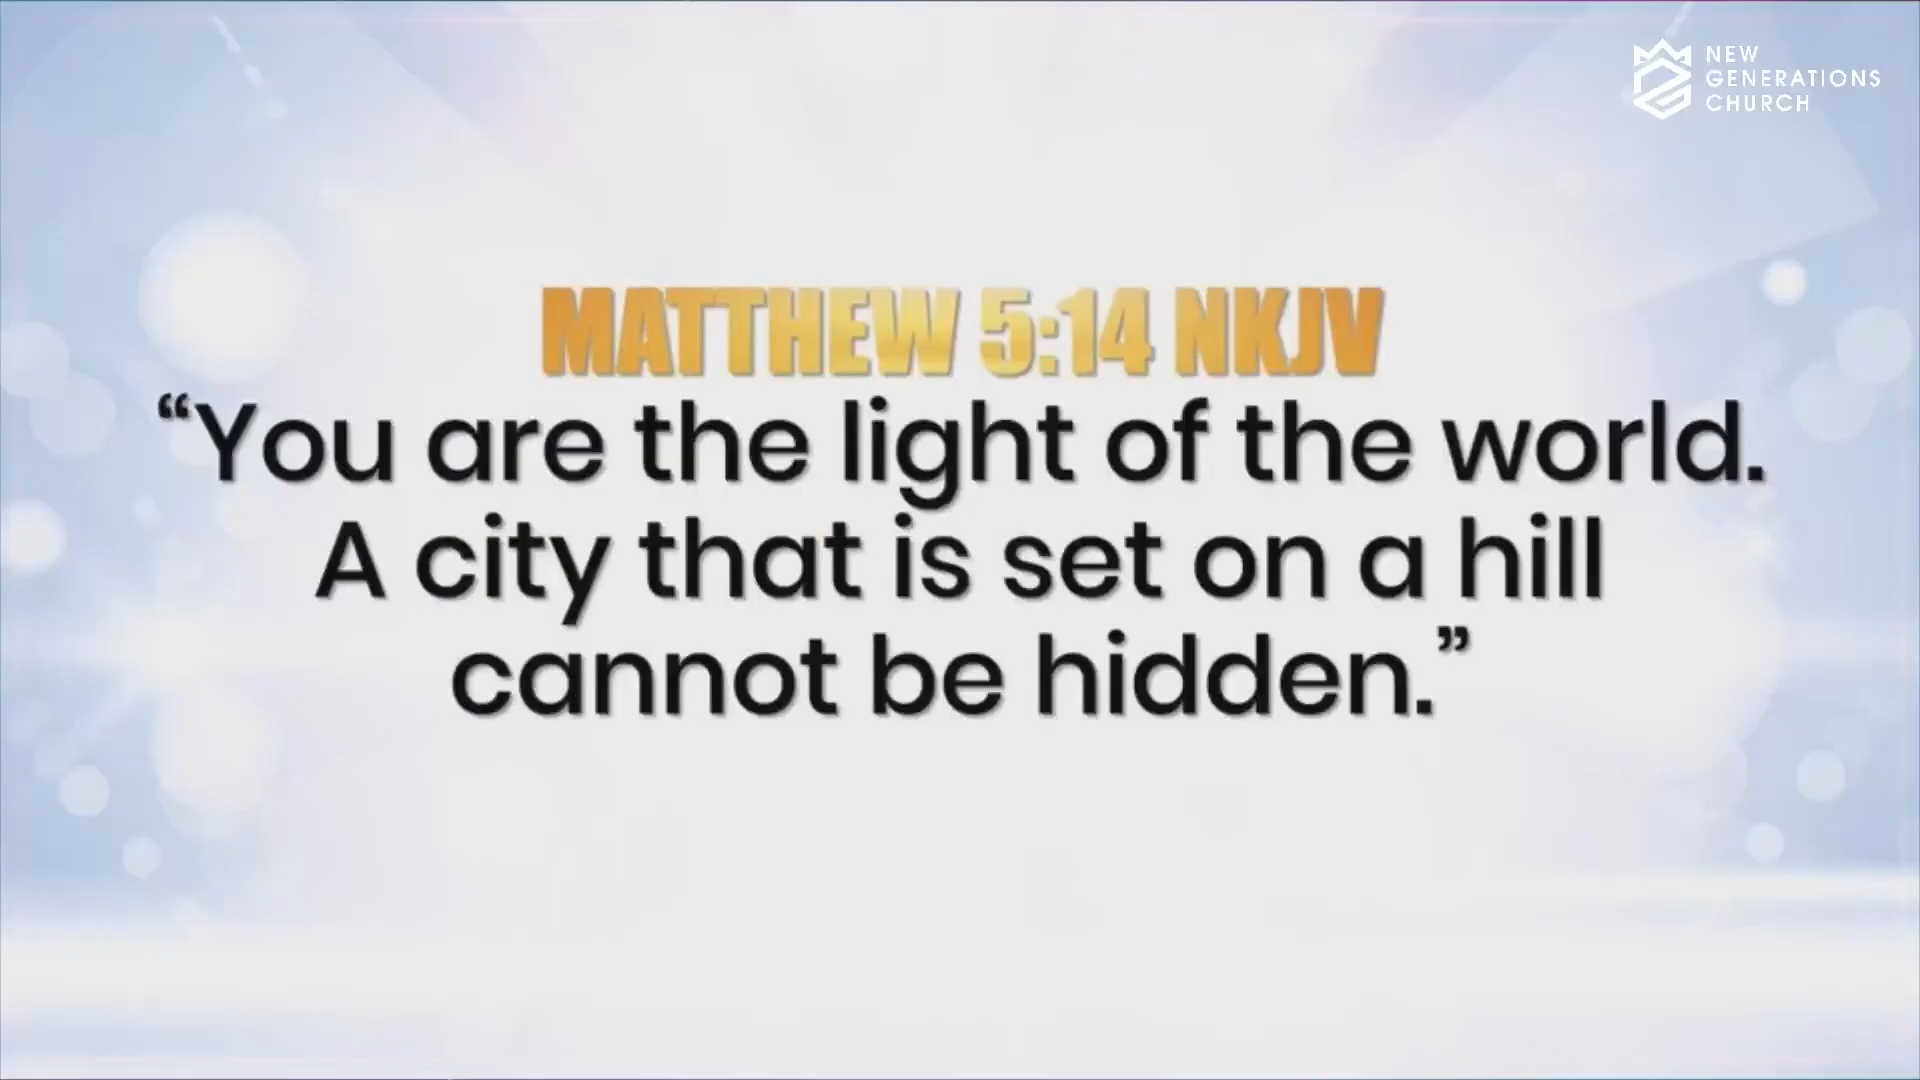 NEW
GENERATIONS
CHURCH
MATTHEW 5:14 NKJV
“You are the light of the world.
A city that is set on a hill
cannot be hidden.”